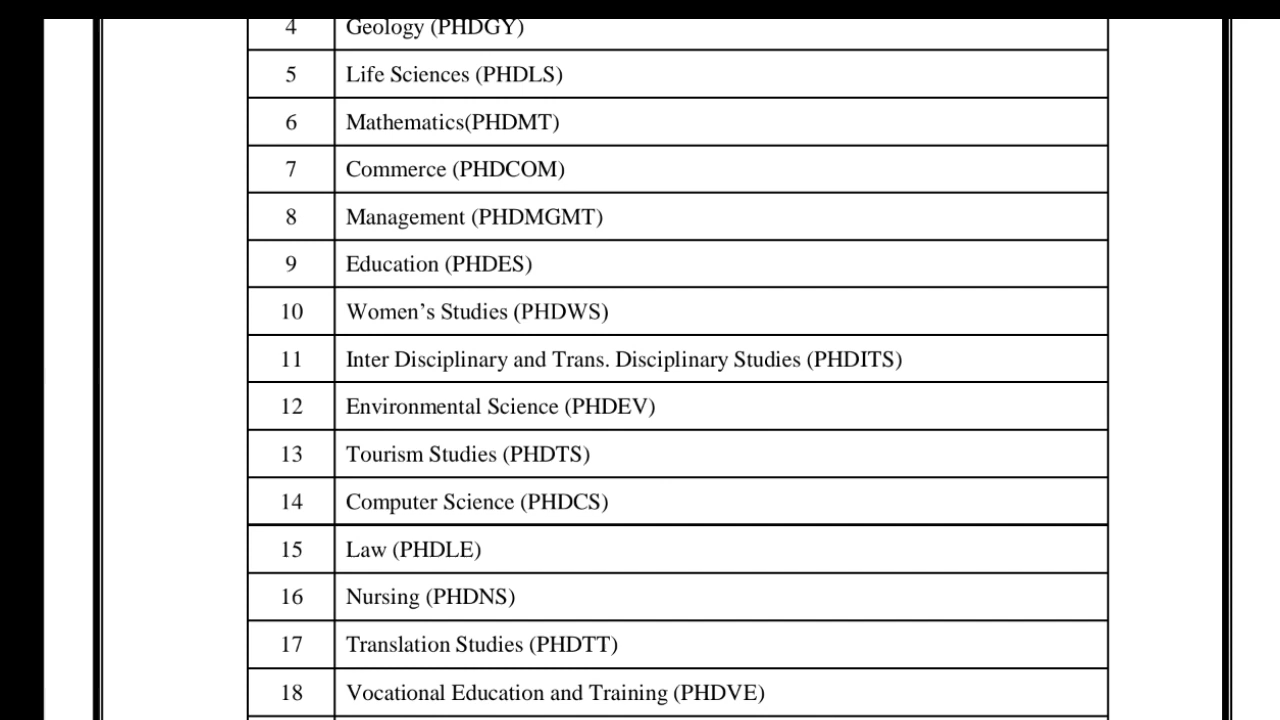 4 Geology (PHDGY)
5 Life Sciences (PHDLS)
6 Mathematics(PHDMT)
7 Commerce (PHDCOM)
8 Management (PHDMGMT)
9 Education (PHDES)
10 Women’s Studies (PHDWS)
11 Inter Disciplinary and Trans. Disciplinary Studies (PHDITS)
12 Environmental Science (PHDEV)
13 Tourism Studies (PHDTS)
14 Computer Science (PHDCS)
15 Law (PHDLE)
16 Nursing (PHDNS)
17 Translation Studies (PHDTT)
18 Vocational Education and Training (PHDVE)